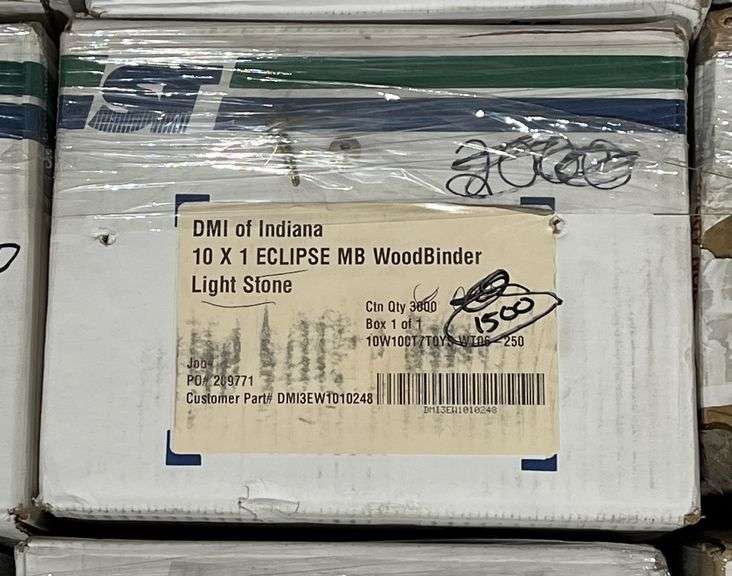 DMI of Indiana
10 X 1 ECLIPSE MB WoodBinder
Light Stone
Ctn Qty 3000
1500
Box 1 of 1
PO# 289771
Customer Part# DMI3EW1010248
DMI3EW1010248